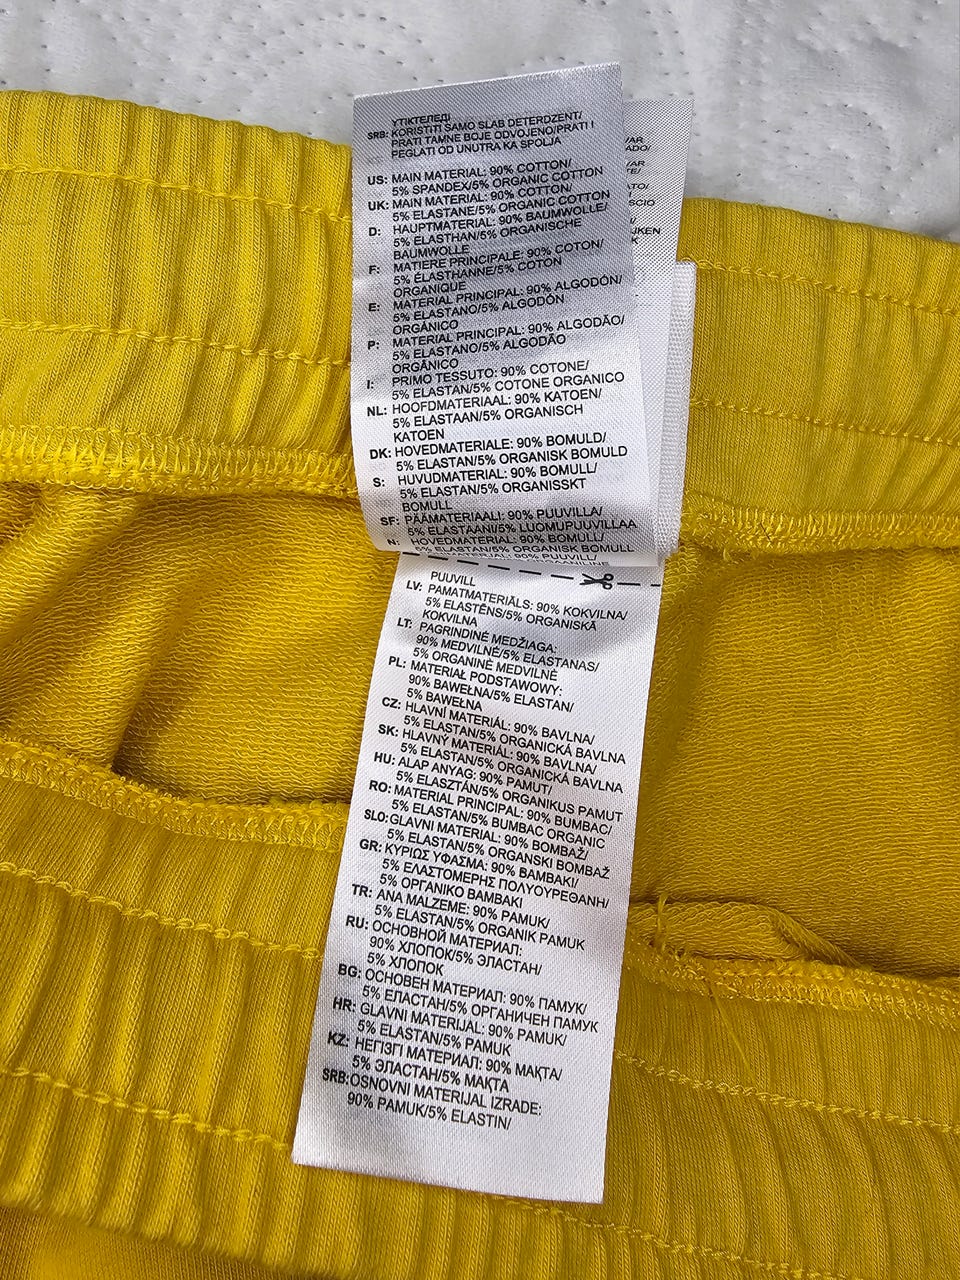 ҮТІКТЕЛЕДІ
SRB: KORISTITI SAMO SLAB DETERDZENT/
PRATI TAMNE BOJE ODVOJENO/PRATI I
PEGLATI OD UNUTRA KA SPOLJA
US: MAIN MATERIAL: 90% COTTON/
5% SPANDEX/5% ORGANIC COTTON
UK: MAIN MATERIAL: 90% COTTON/
5% ELASTANE/5% ORGANIC COTTON
D: HAUPTMATERIAL: 90% BAUMWOLLE/
5% ELASTHAN/5% ORGANISCHE
BAUMWOLLE
F: MATIERE PRINCIPALE: 90% COTON/
5% ÉLASTHANNE/5% COTON
ORGANIQUE
E: MATERIAL PRINCIPAL: 90% ALGODÓN/
5% ELASTANO/5% ALGODÓN
ORGÁNICO
P: MATERIAL PRINCIPAL: 90% ALGODÃO/
5% ELASTANO/5% ALGODÃO
ORGÂNICO
I: PRIMO TESSUTO: 90% COTONE/
5% ELASTAN/5% COTONE ORGANICO
NL: HOOFDMATERIAAL: 90% KATOEN/
5% ELASTAAN/5% ORGANISCH
KATOEN
DK: HOVEDMATERIALE: 90% BOMULD/
5% ELASTAN/5% ORGANISK BOMULD
S: HUVUDMATERIAL: 90% BOMULL/
5% ELASTAN/5% ORGANISSKT
BOMULL
SF: PÄÄMATERIAALI: 90% PUUVILLA/
5% ELASTAANI/5% LUOMUPUUVILLAA
N: HOVEDMATERIAL: 90% BOMULL/
5% ELASTAN/5% ORGANISK BOMULL
PUUVILL
LV: PAMATMATERIĀLS: 90% KOKVILNA/
5% ELASTĒNS/5% ORGANISKĀ
KOKVILNA
LT: PAGRINDINĖ MEDŽIAGA:
90% MEDVILNĖ/5% ELASTANAS/
5% ORGANINĖ MEDVILNĖ
PL: MATERIAŁ PODSTAWOWY:
90% BAWEŁNA/5% ELASTAN/
5% BAWEŁNA
CZ: HLAVNÍ MATERIÁL: 90% BAVLNA/
5% ELASTAN/5% ORGANICKÁ BAVLNA
SK: HLAVNÝ MATERIÁL: 90% BAVLNA/
5% ELASTAN/5% ORGANICKÁ BAVLNA
HU: ALAP ANYAG: 90% PAMUT/
5% ELASZTÁN/5% ORGANIKUS PAMUT
RO: MATERIAL PRINCIPAL: 90% BUMBAC/
5% ELASTAN/5% BUMBAC ORGANIC
SLO: GLAVNI MATERIAL: 90% BOMBAŽ/
5% ELASTAN/5% ORGANSKI BOMBAŽ
GR: ΚΥΡΙΩΣ ΥΦΑΣΜΑ: 90% ΒΑΜΒΑΚΙ/
5% ΕΛΑΣΤΟΜΕΡΗΣ ΠΟΛΥΟΥΡΕΘΑΝΗ/
5% ΟΡΓΑΝΙΚΟ ΒΑΜΒΑΚΙ
TR: ANA MALZEME: 90% PAMUK/
5% ELASTAN/5% ORGANIK PAMUK
RU: ОСНОВНОЙ МАТЕРИАЛ:
90% ХЛОПОК/5% ЭЛАСТАН/
5% ХЛОПОК
BG: ОСНОВЕН МАТЕРИАЛ: 90% ПАМУК/
5% ЕЛАСТАН/5% ОРГАНИЧЕН ПАМУК
HR: GLAVNI MATERIJAL: 90% PAMUK/
5% ELASTAN/5% PAMUK
KZ: НЕГІЗГІ МАТЕРИАЛ: 90% МАҚТА/
5% ЭЛАСТАН/5% МАҚТА
SRB: OSNOVNI MATERIJAL IZRADE:
90% PAMUK/5% ELASTIN/